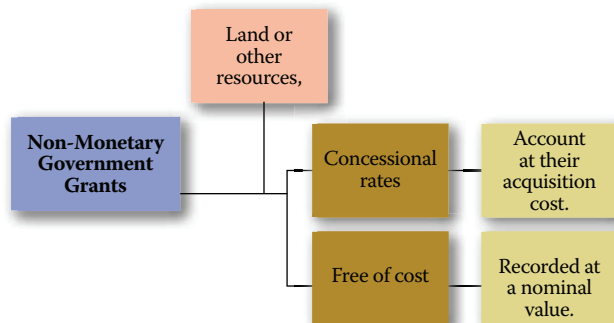 Land or
other
resources,
Non-Monetary
Government
Grants
Concessional
rates
Account
at their
acquisition
cost.
Free of cost
Recorded at
a nominal
value.